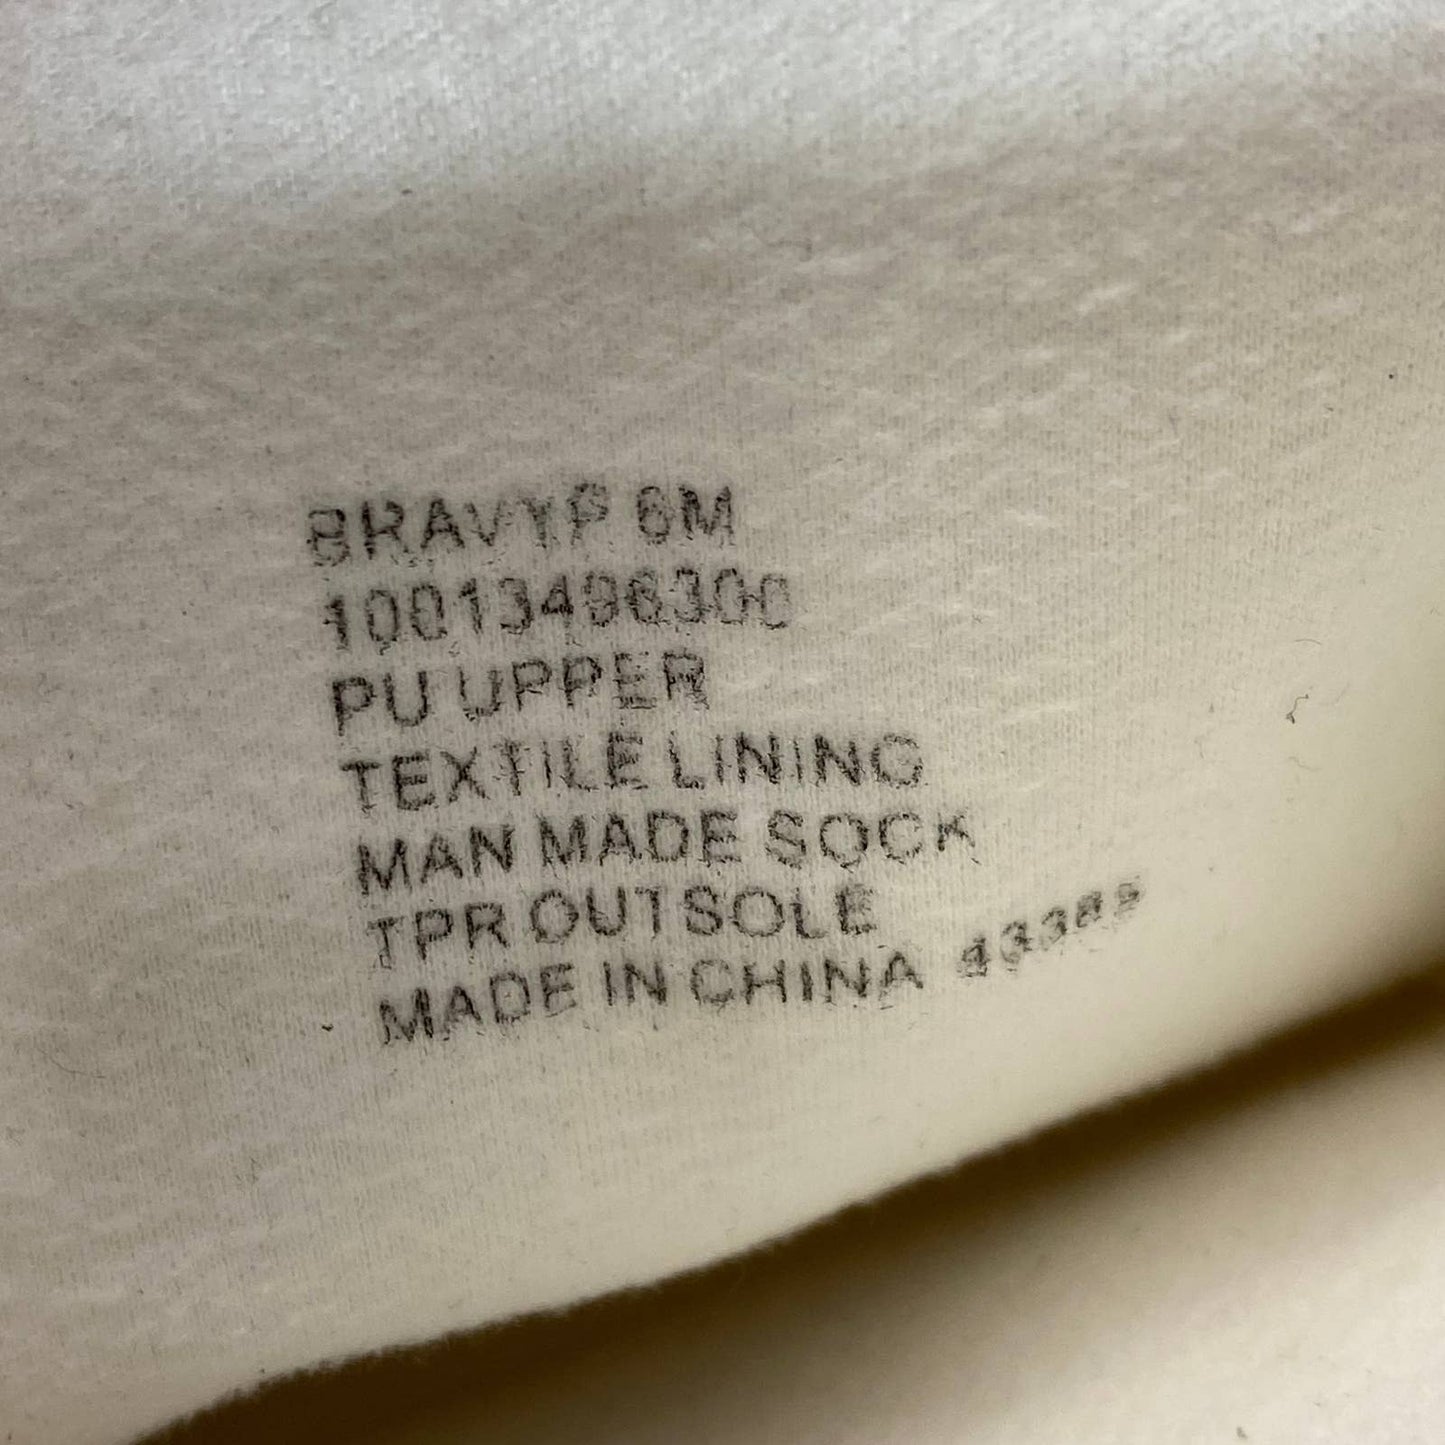 BRAVYP 6M
10013496300
PU UPPER
TEXTILE LINING
MAN MADE SOCK
TPR OUTSOLE
MADE IN CHINA